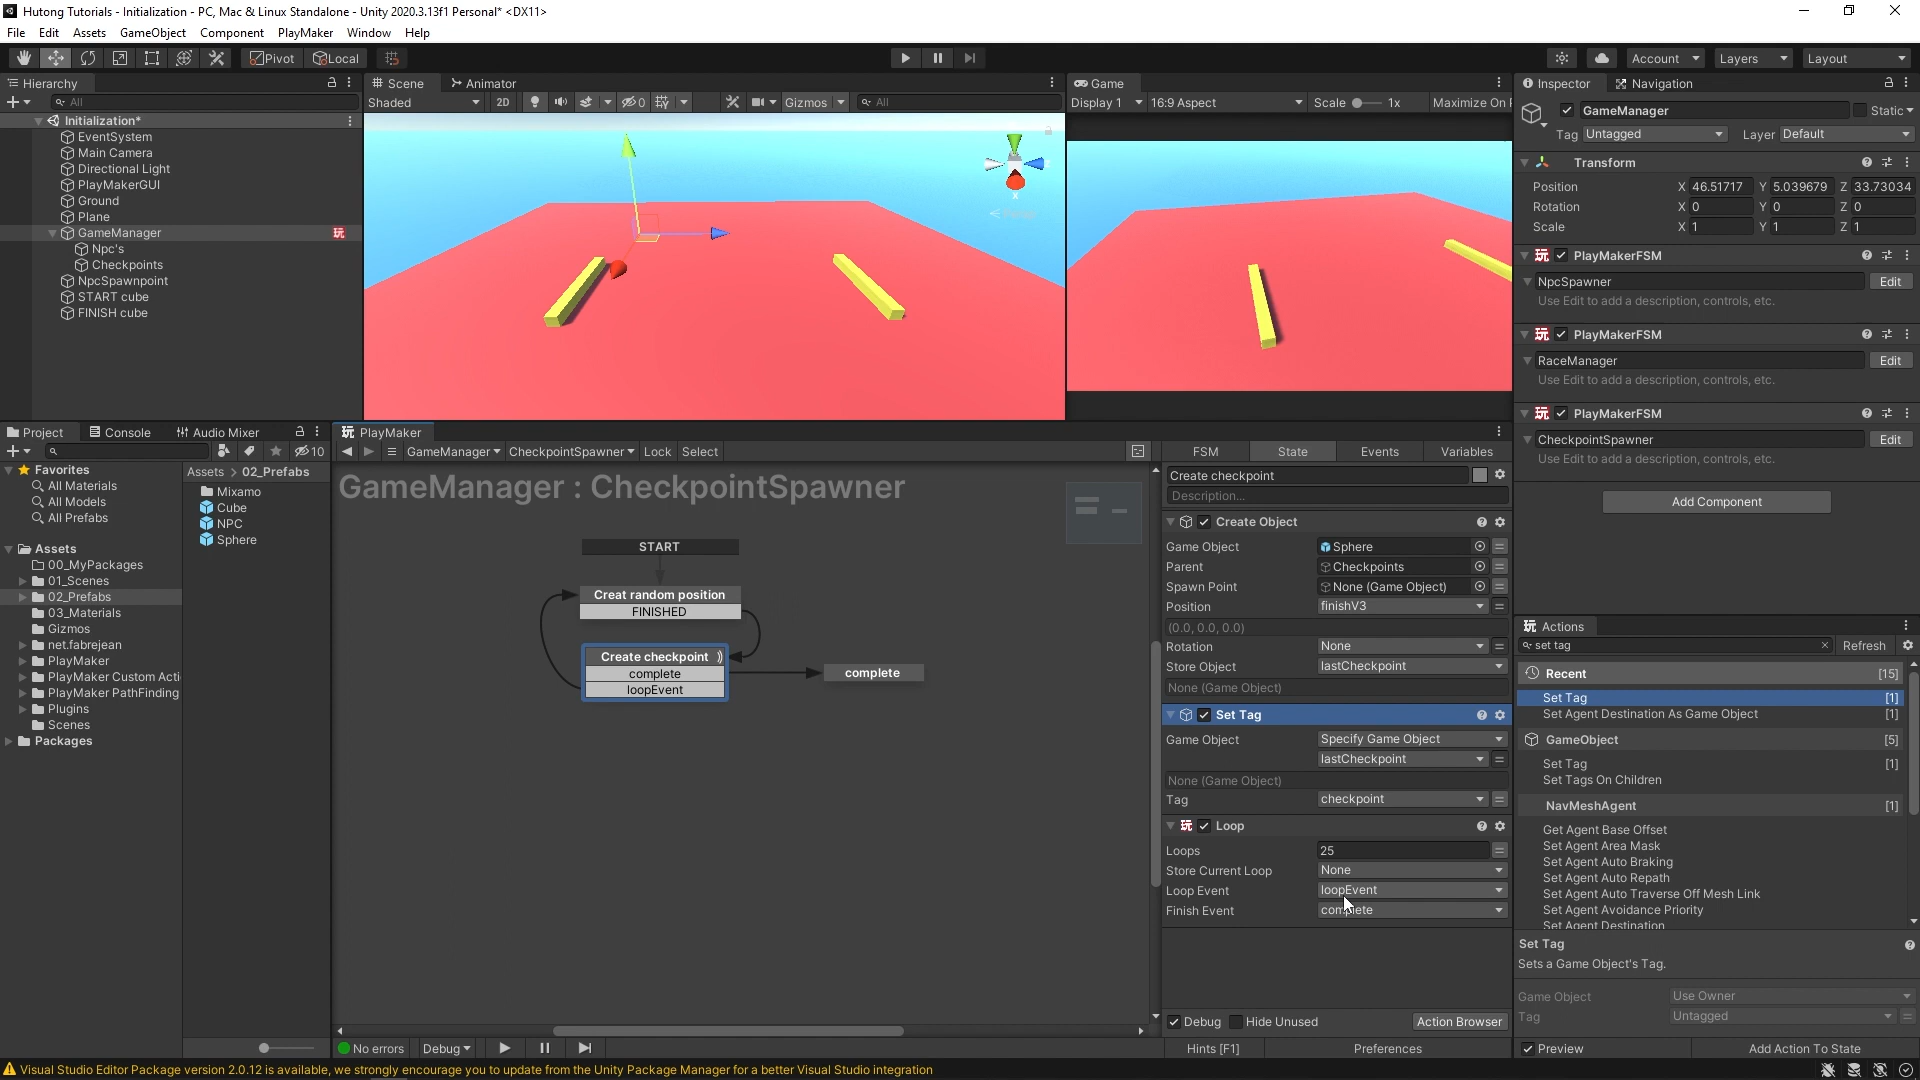 Hutong Tutorials - Initialization - PC, Mac & Linux Standalone - Unity 2020.3.13f1 Personal* <DX11>
File Edit Assets GameObject Component PlayMaker Window Help
Pivot Local Account Layers Layout
Hierarchy
All
Initialization*
EventSystem
Main Camera
Directional Light
PlayMakerGUI
Ground
Plane
GameManager
Npc's
Checkpoints
NpcSpawnpoint
START cube
FINISH cube
Scene Animator
Shaded 2D 0 Gizmos All
Game
Display 1 16:9 Aspect Scale 1x Maximize On
Inspector Navigation
GameManager Static
Tag Untagged Layer Default
Transform
Position X 46.51717 Y 5.039679 Z 33.73034
Rotation X 0 Y 0 Z 0
Scale X 1 Y 1 Z 1
玩 PlayMakerFSM
NpcSpawner Edit
Use Edit to add a description, controls, etc.
玩 PlayMakerFSM
RaceManager Edit
Use Edit to add a description, controls, etc.
玩 PlayMakerFSM
CheckpointSpawner Edit
Use Edit to add a description, controls, etc.
Add Component
Project Console Audio Mixer
10
Favorites
All Materials
All Models
All Prefabs
Assets
00_MyPackages
01_Scenes
02_Prefabs
03_Materials
Gizmos
net.fabrejean
PlayMaker
PlayMaker Custom Acti
PlayMaker PathFinding
Plugins
Scenes
Packages
Assets > 02_Prefabs
Mixamo
Cube
NPC
Sphere
玩 PlayMaker
GameManager CheckpointSpawner Lock Select
GameManager : CheckpointSpawner
START
Creat random position
FINISHED
Create checkpoint
complete
loopEvent
complete
FSM State Events Variables
Create checkpoint
Description...
Create Object
Game Object Sphere
Parent Checkpoints
Spawn Point None (Game Object)
Position finishV3
(0.0, 0.0, 0.0)
Rotation None
Store Object lastCheckpoint
None (Game Object)
Set Tag
Game Object Specify Game Object
lastCheckpoint
None (Game Object)
Tag checkpoint
玩 Loop
Loops 25
Store Current Loop None
Loop Event loopEvent
Finish Event complete
Debug Hide Unused Action Browser
No errors Debug Hints [F1] Preferences
玩 Actions
set tag Refresh
Recent [15]
Set Tag [1]
Set Agent Destination As Game Object [1]
GameObject [5]
Set Tag [1]
Set Tags On Children
NavMeshAgent [1]
Get Agent Base Offset
Set Agent Area Mask
Set Agent Auto Braking
Set Agent Auto Repath
Set Agent Auto Traverse Off Mesh Link
Set Agent Avoidance Priority
Set Agent Destination
Set Tag
Sets a Game Object's Tag.
Game Object Use Owner
Tag Untagged
Preview Add Action To State
Visual Studio Editor Package version 2.0.12 is available, we strongly encourage you to update from the Unity Package Manager for a better Visual Studio integration